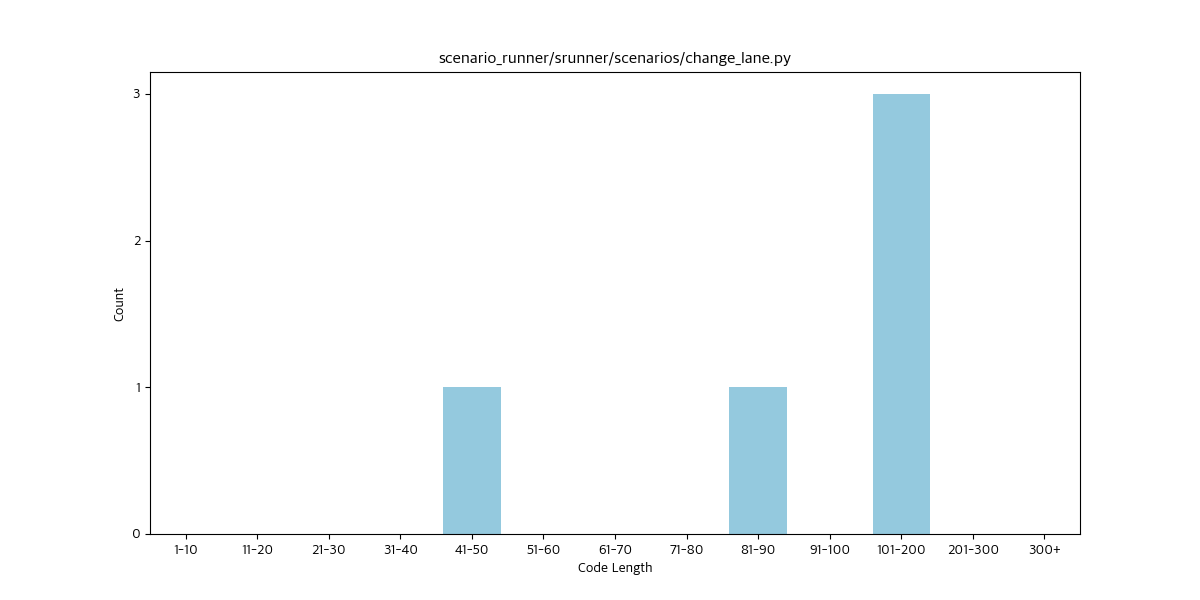 scenario_runner/srunner/scenarios/change_lane.py
3
2
1
0
Count
1-10 11-20 21-30 31-40 41-50 51-60 61-70 71-80 81-90 91-100 101-200 201-300 300+
Code Length